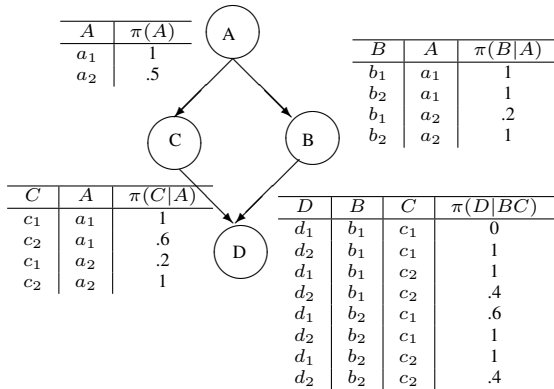 A π(A)
a₁ 1
a₂ .5
A
B A π(B|A)
b₁ a₁ 1
b₂ a₁ 1
b₁ a₂ .2
b₂ a₂ 1
C
B
C A π(C|A)
c₁ a₁ 1
c₂ a₁ .6
c₁ a₂ .2
c₂ a₂ 1
D
D B C π(D|BC)
d₁ b₁ c₁ 0
d₂ b₁ c₁ 1
d₁ b₁ c₂ 1
d₂ b₁ c₂ .4
d₁ b₂ c₁ .6
d₂ b₂ c₁ 1
d₁ b₂ c₂ 1
d₂ b₂ c₂ .4